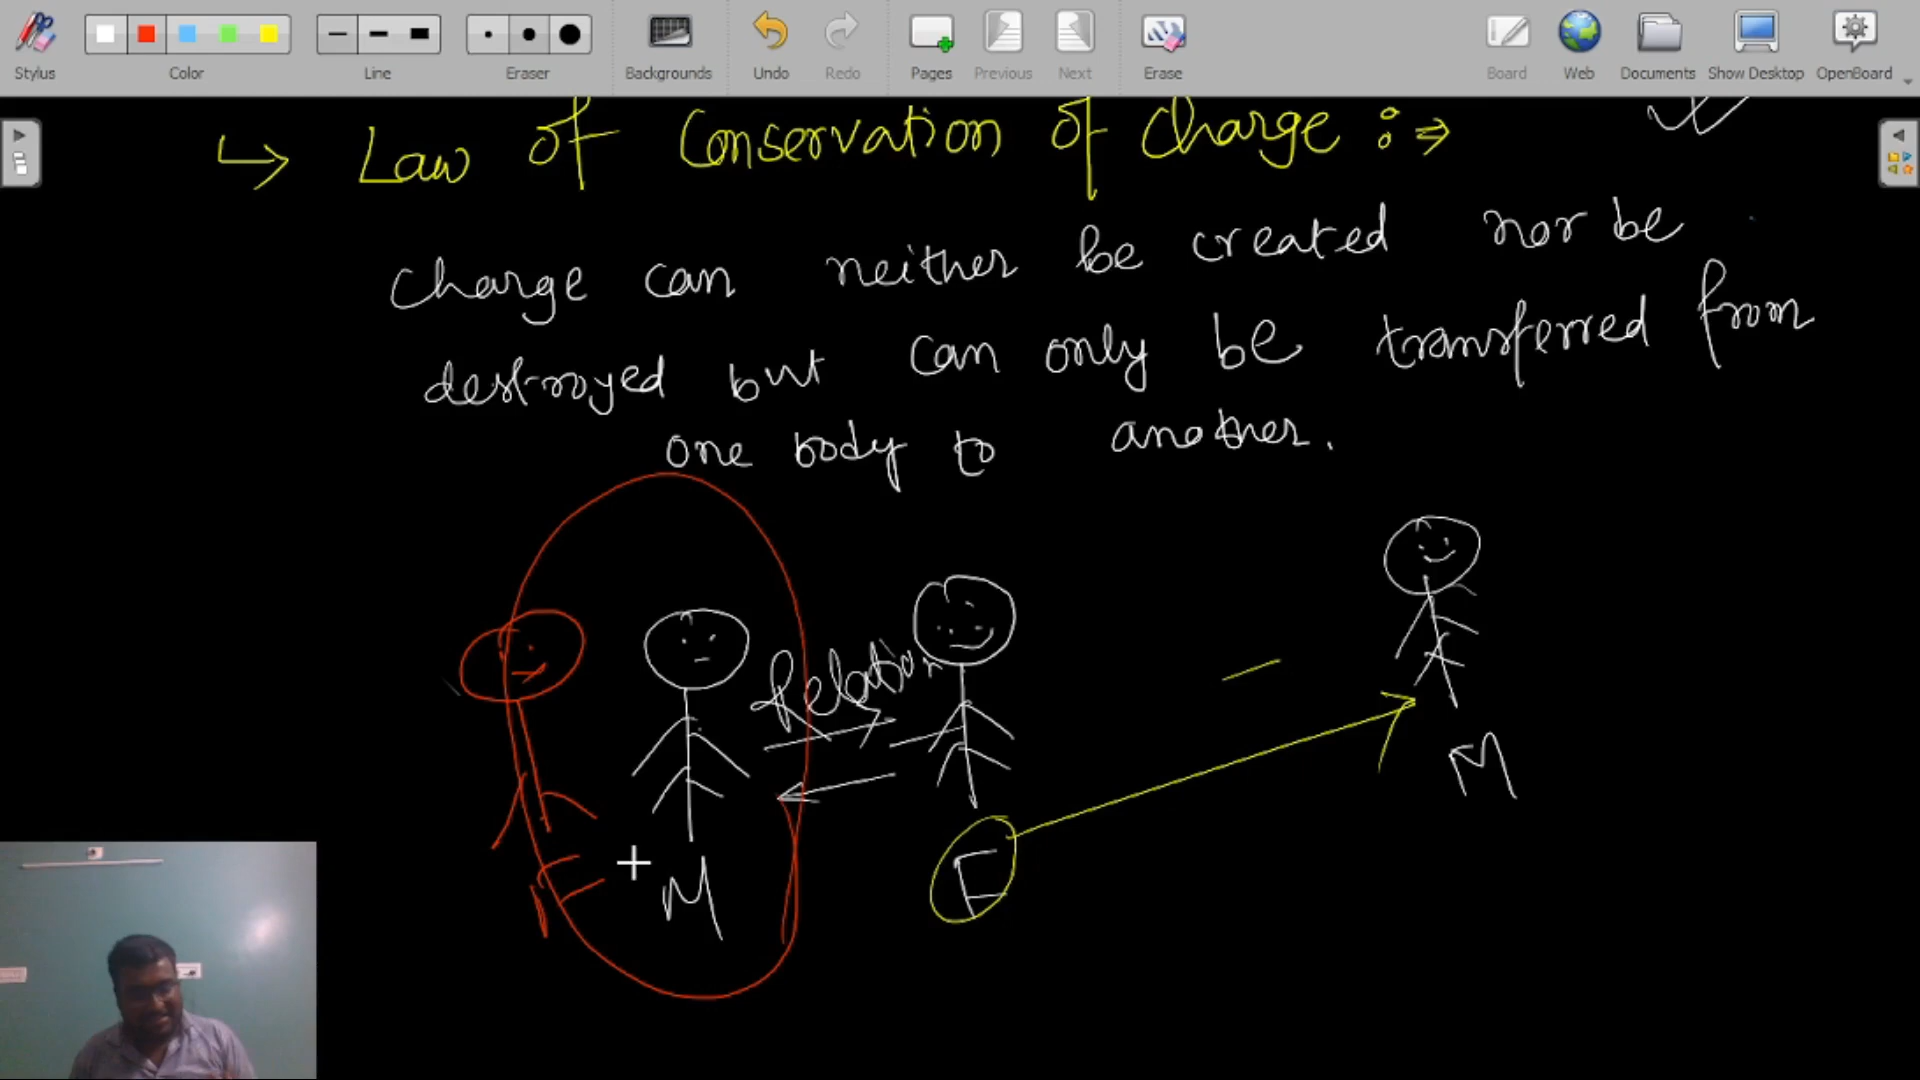 Stylus
Color
Line
Eraser
Backgrounds
Undo
Redo
Pages
Previous
Next
Erase
Board
Web
Documents
Show Desktop
OpenBoard
↳ Law of Conservation of Charge :⇒
Charge can neither be created nor be
destroyed but can only be transferred from
one body to another.
Relation
M
F
M